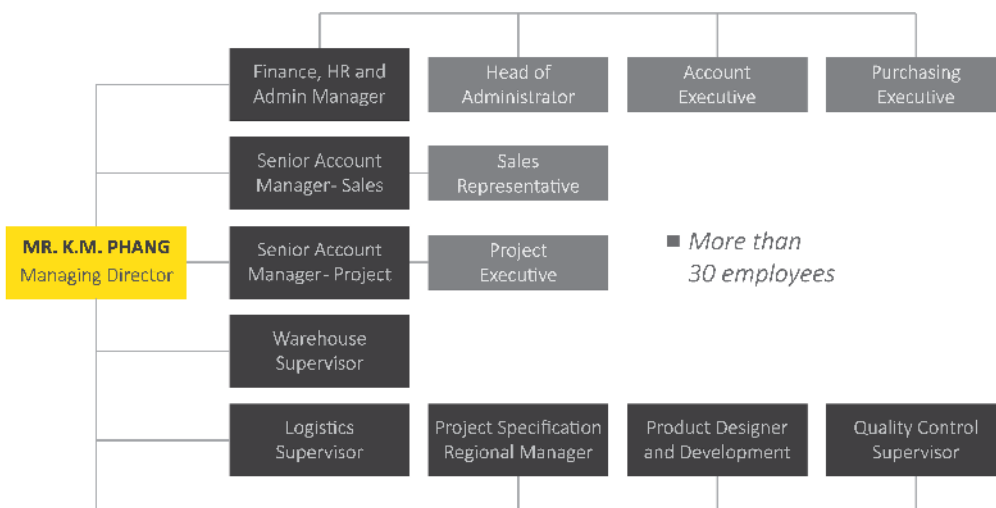 Finance, HR and
Admin Manager
Head of
Administrator
Account
Executive
Purchasing
Executive
Senior Account
Manager- Sales
Sales
Representative
MR. K.M. PHANG
Managing Director
Senior Account
Manager- Project
Project
Executive
■ More than
30 employees
Warehouse
Supervisor
Logistics
Supervisor
Project Specification
Regional Manager
Product Designer
and Development
Quality Control
Supervisor